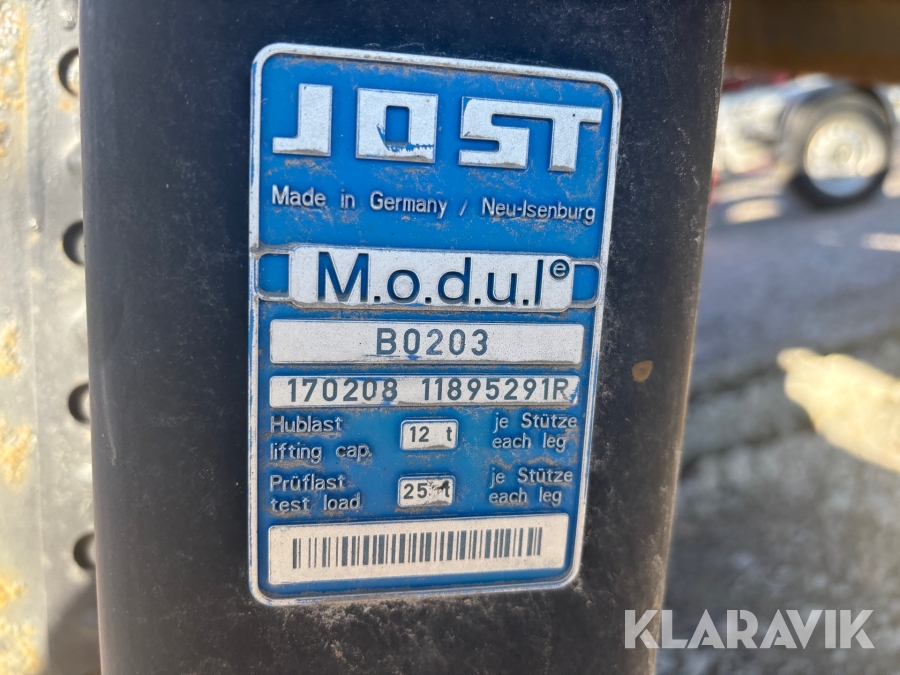 JOST
Made in Germany / Neu-Isenburg
M.o.d.u.l e
B0203
170208 11895291R
Hublast
lifting cap. 12 t je Stütze
each leg
Prüflast
test load 25 t je Stütze
each leg
KLARAVIK